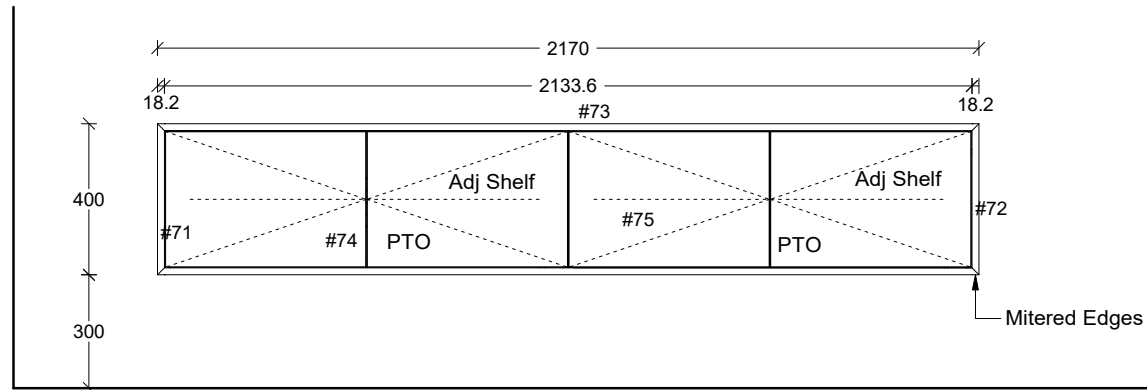 2170
2133.6
18.2
18.2
#73
Adj Shelf
Adj Shelf
400
#71
#74
PTO
#75
PTO
#72
300
Mitered Edges